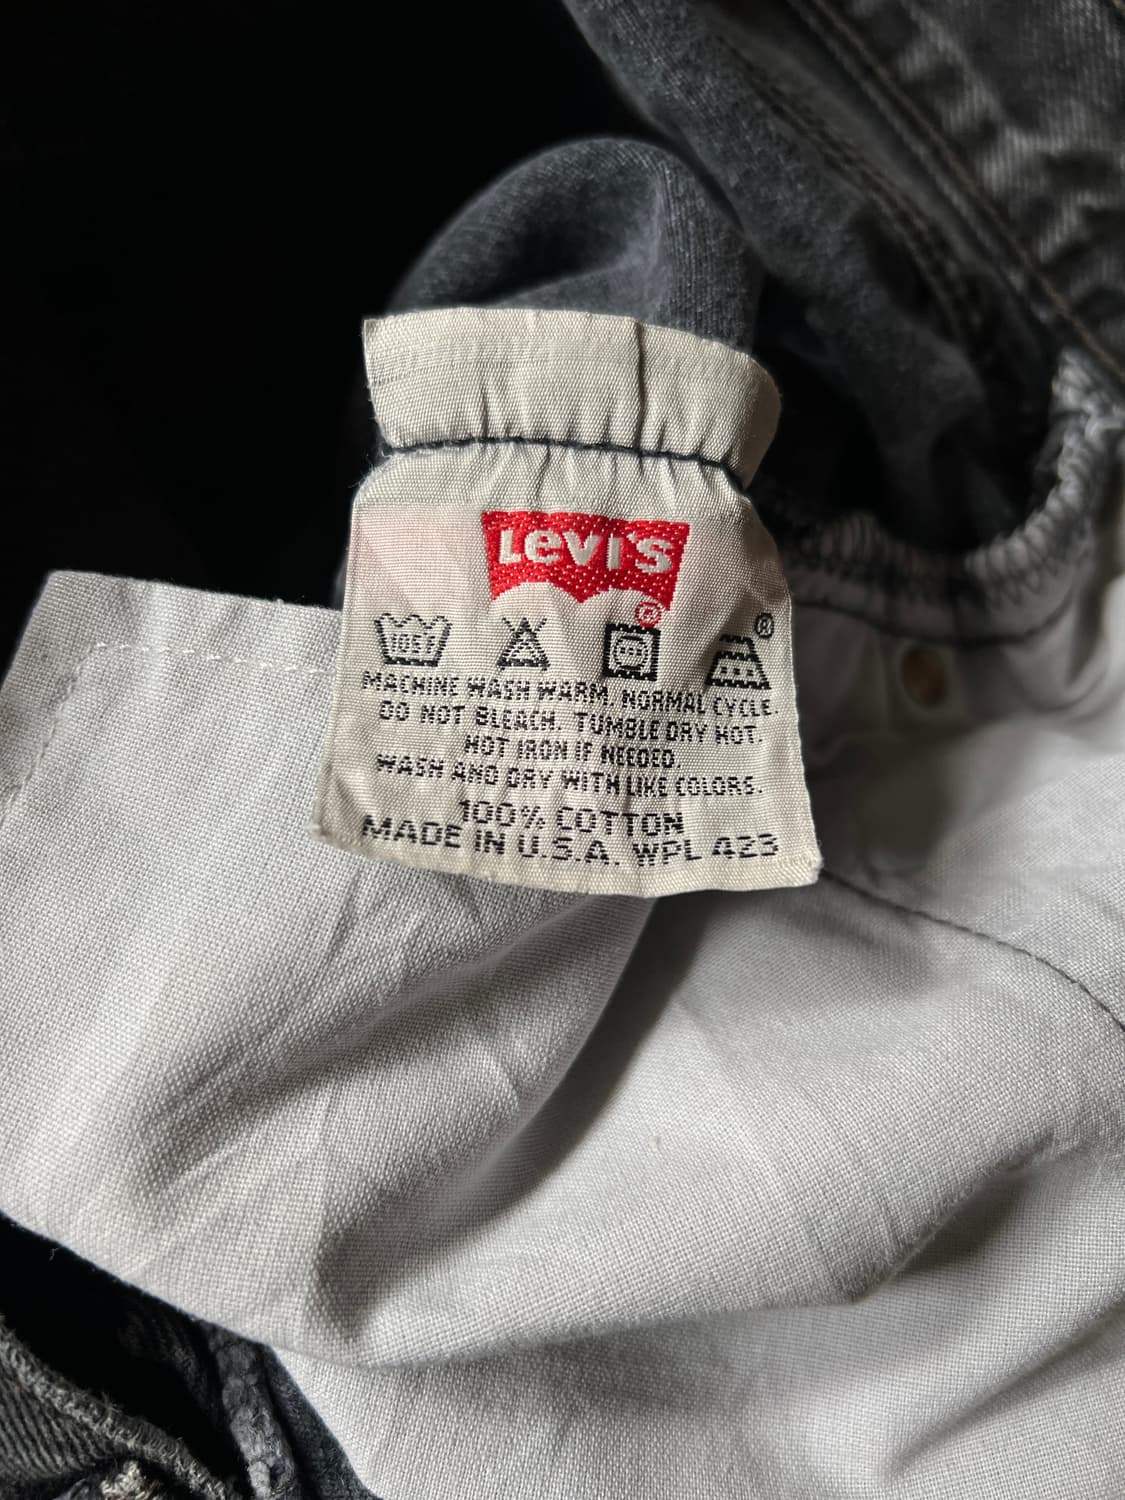 Levi's
®
105F ®
MACHINE WASH WARM. NORMAL CYCLE.
DO NOT BLEACH. TUMBLE DRY HOT.
HOT IRON IF NEEDED.
WASH AND DRY WITH LIKE COLORS.
100% COTTON
MADE IN U.S.A. WPL 423